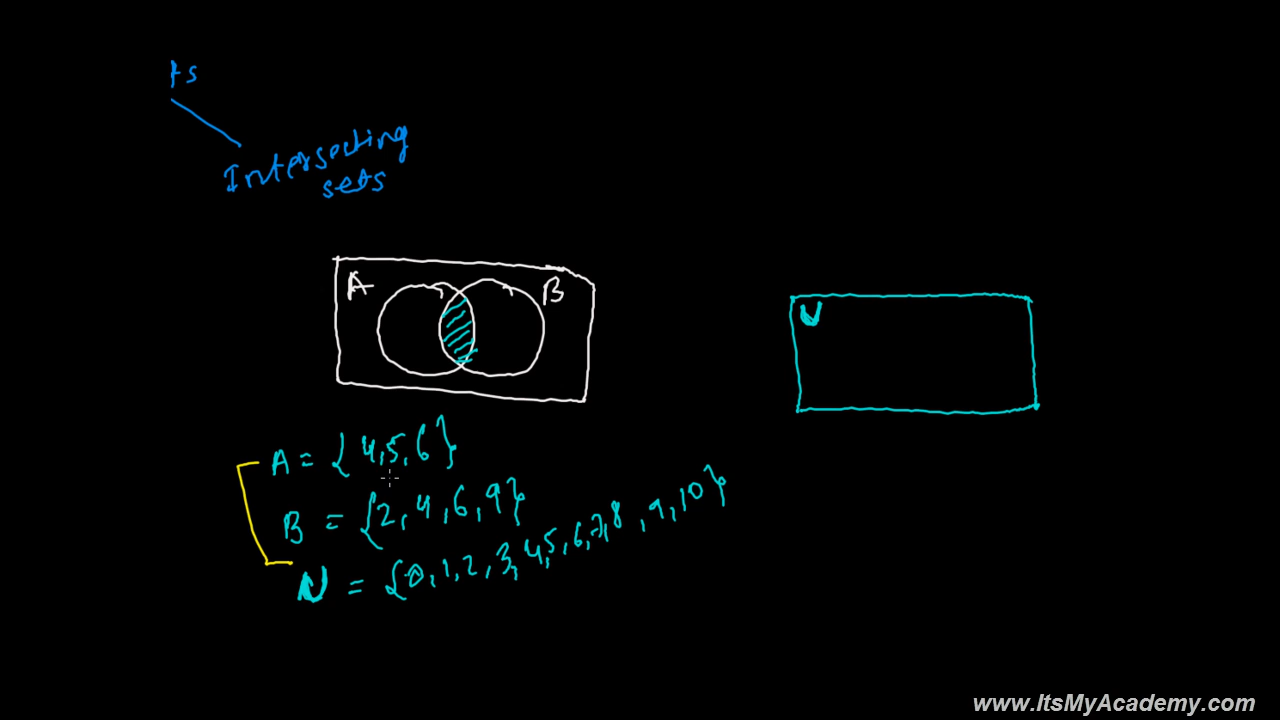 ts
Intersecting
sets
A
B
U
A = {4,5,6}
B = {2,4,6,9}
U = {0,1,2,3,4,5,6,7,8,9,10}
www.ItsMyAcademy.com